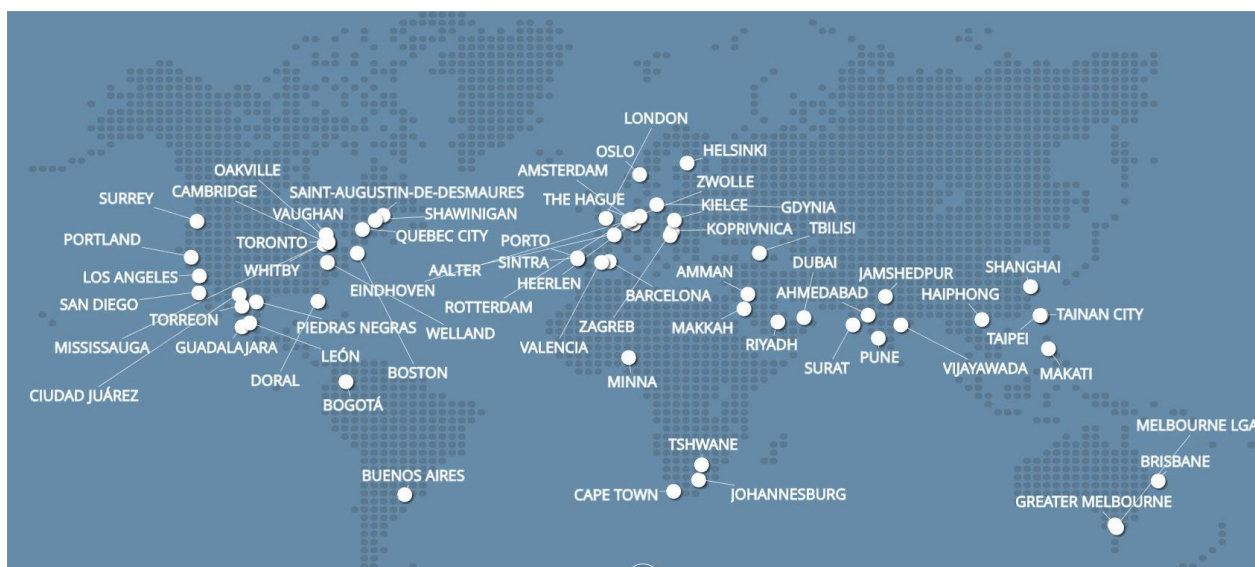 LONDON
OSLO
HELSINKI
AMSTERDAM
ZWOLLE
OAKVILLE
CAMBRIDGE
SAINT-AUGUSTIN-DE-DESMAURES
THE HAGUE
KIELCE
GDYNIA
SURREY
VAUGHAN
SHAWINIGAN
QUEBEC CITY
KOPRIVNICA
TBILISI
PORTLAND
TORONTO
PORTO
SINTRA
DUBAI
LOS ANGELES
WHITBY
AALTER
HEERLEN
AMMAN
JAMSHEDPUR
SHANGHAI
EINDHOVEN
BARCELONA
AHMEDABAD
HAIPHONG
SAN DIEGO
ROTTERDAM
TORREON
PIEDRAS NEGRAS
WELLAND
ZAGREB
MAKKAH
TAINAN CITY
MISSISSAUGA
GUADALAJARA
VALENCIA
RIYADH
TAIPEI
LEÓN
SURAT
PUNE
VIJAYAWADA
MAKATI
DORAL
BOSTON
MINNA
CIUDAD JUÁREZ
BOGOTÁ
MELBOURNE LGA
TSHWANE
BRISBANE
BUENOS AIRES
CAPE TOWN
JOHANNESBURG
GREATER MELBOURNE